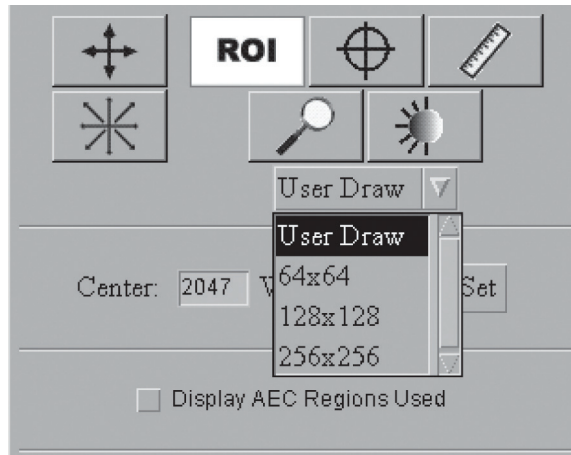 ROI
User Draw
User Draw
64x64
128x128
256x256
Center: 2047 Set
Display AEC Regions Used